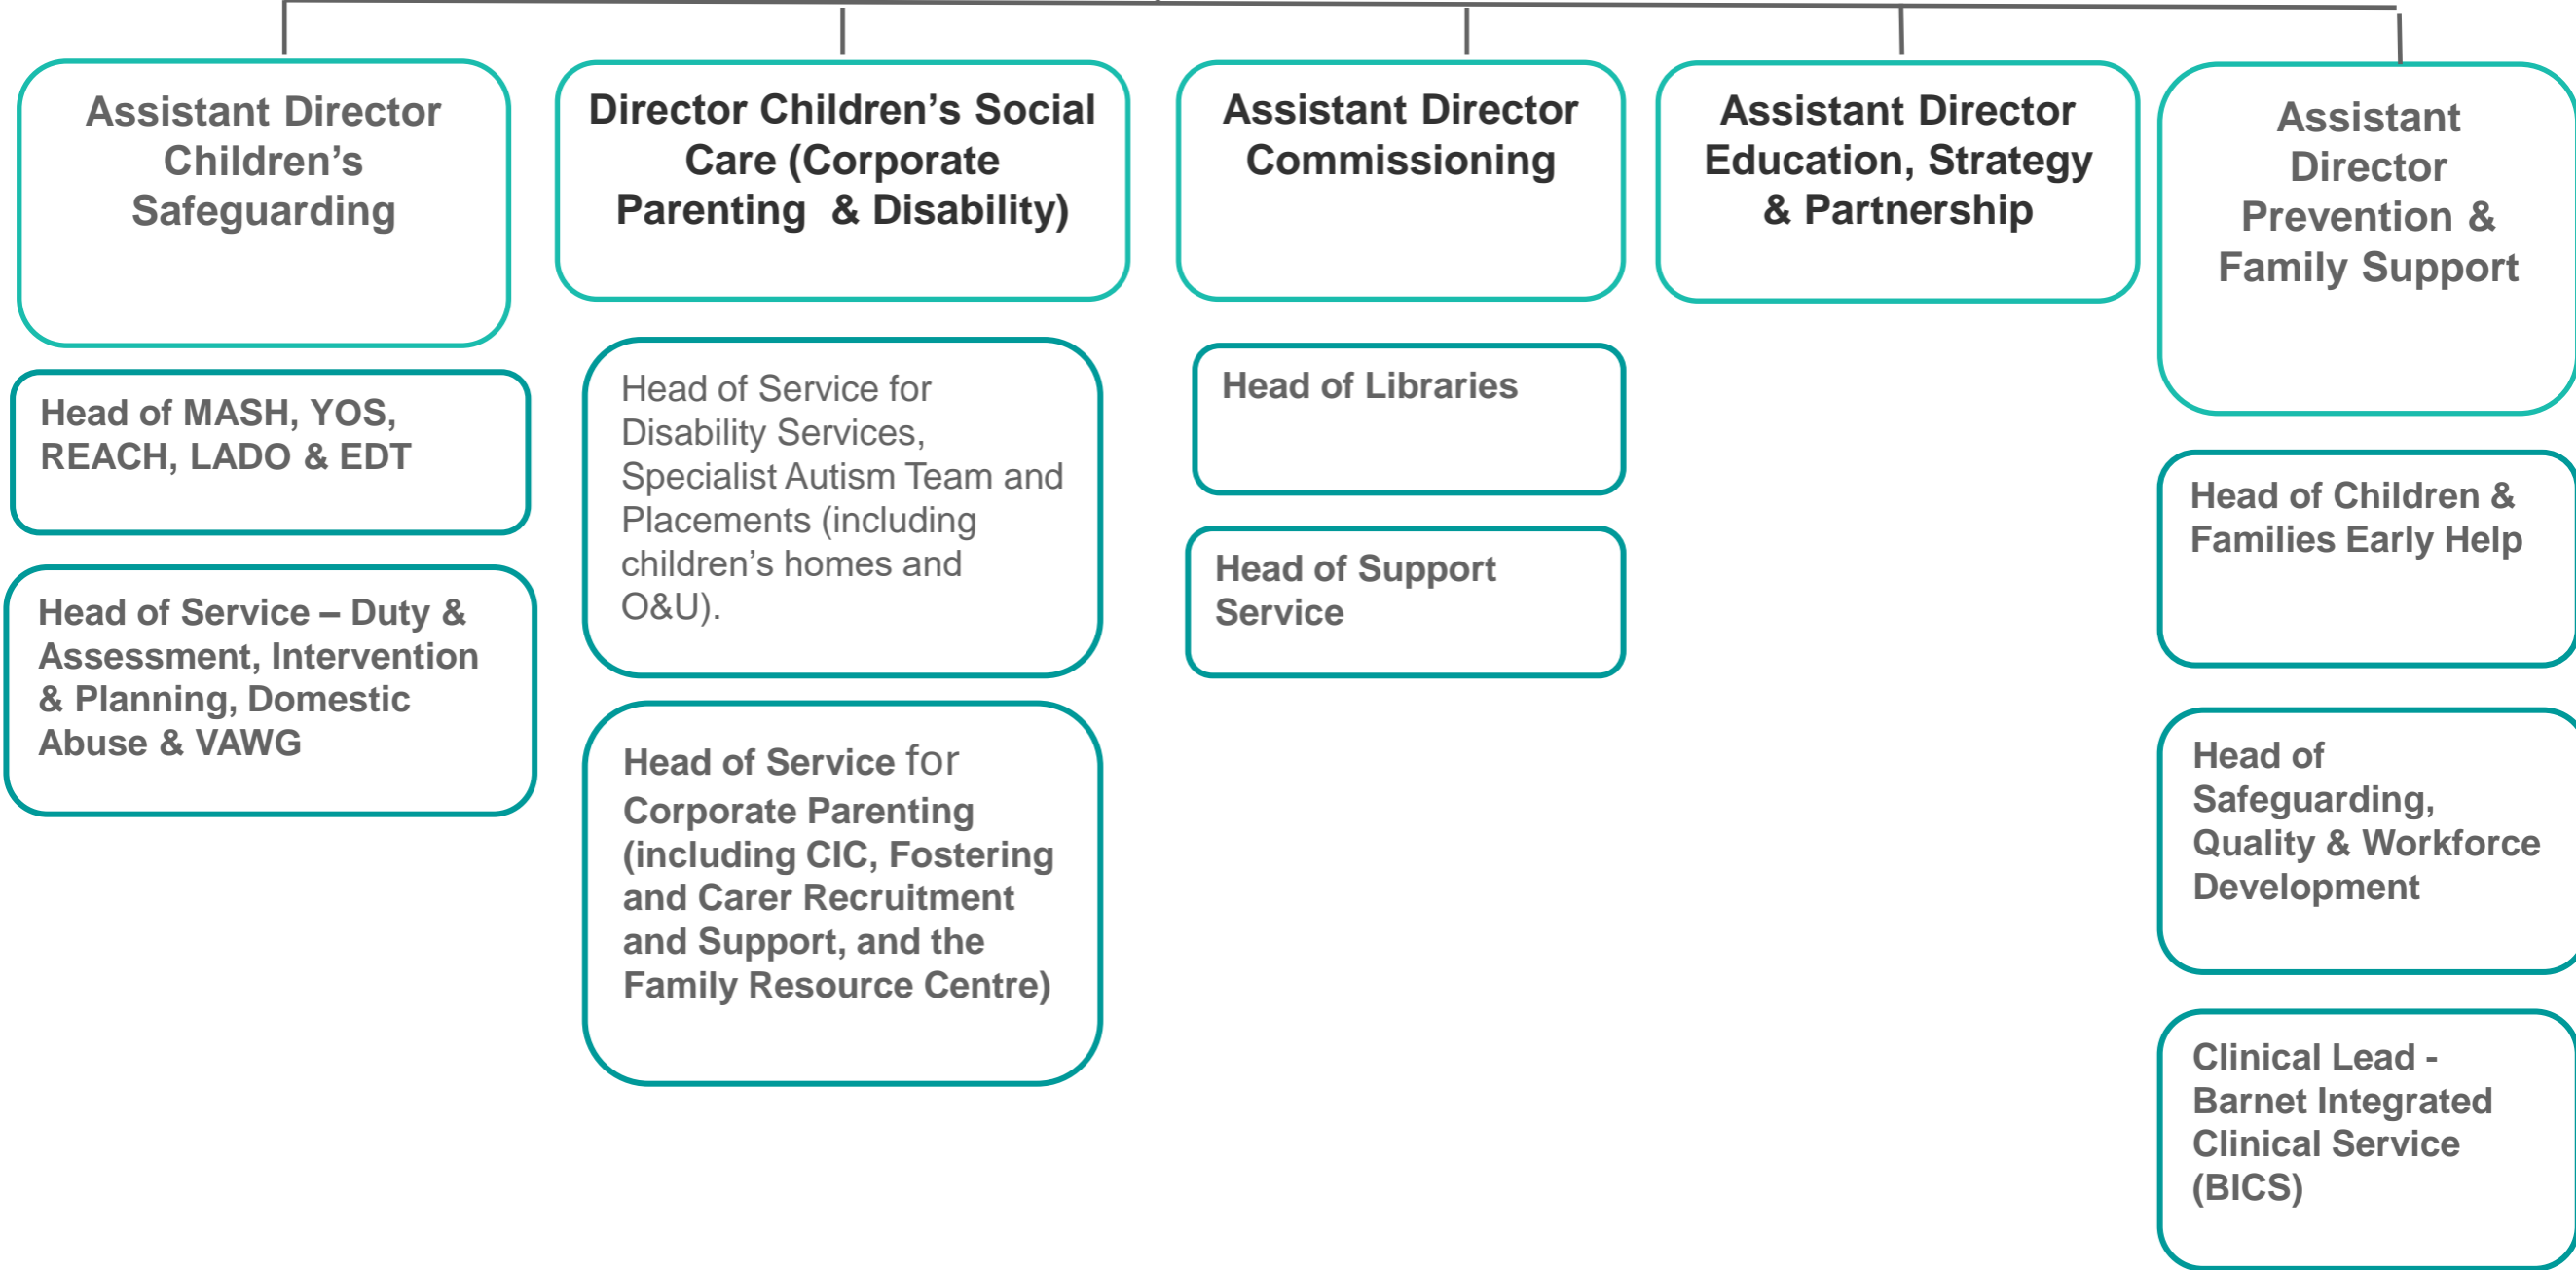 Assistant Director
Children’s
Safeguarding
Head of MASH, YOS,
REACH, LADO & EDT
Head of Service – Duty &
Assessment, Intervention
& Planning, Domestic
Abuse & VAWG
Director Children’s Social
Care (Corporate
Parenting & Disability)
Head of Service for
Disability Services,
Specialist Autism Team and
Placements (including
children’s homes and
O&U).
Head of Service for
Corporate Parenting
(including CIC, Fostering
and Carer Recruitment
and Support, and the
Family Resource Centre)
Assistant Director
Commissioning
Head of Libraries
Head of Support
Service
Assistant Director
Education, Strategy
& Partnership
Assistant
Director
Prevention &
Family Support
Head of Children &
Families Early Help
Head of
Safeguarding,
Quality & Workforce
Development
Clinical Lead -
Barnet Integrated
Clinical Service
(BICS)